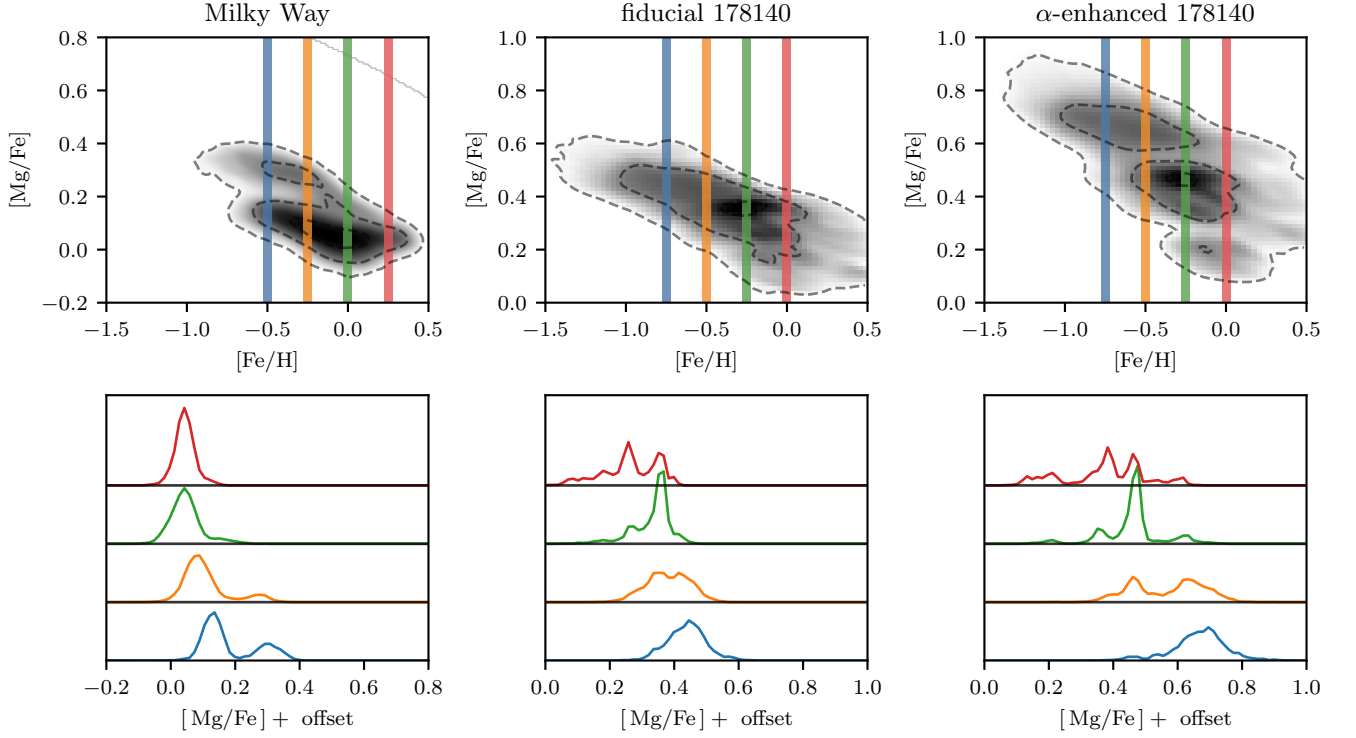 Milky Way
fiducial 178140
α-enhanced 178140
0.8
0.6
0.4
0.2
0.0
−0.2
[Mg/Fe]
−1.5 −1.0 −0.5 0.0 0.5
[Fe/H]
1.0
0.8
0.6
0.4
0.2
0.0
[Mg/Fe]
−1.5 −1.0 −0.5 0.0 0.5
[Fe/H]
1.0
0.8
0.6
0.4
0.2
0.0
[Mg/Fe]
−1.5 −1.0 −0.5 0.0 0.5
[Fe/H]
−0.2 0.0 0.2 0.4 0.6 0.8
[Mg/Fe] + offset
0.0 0.2 0.4 0.6 0.8 1.0
[Mg/Fe] + offset
0.0 0.2 0.4 0.6 0.8 1.0
[Mg/Fe] + offset